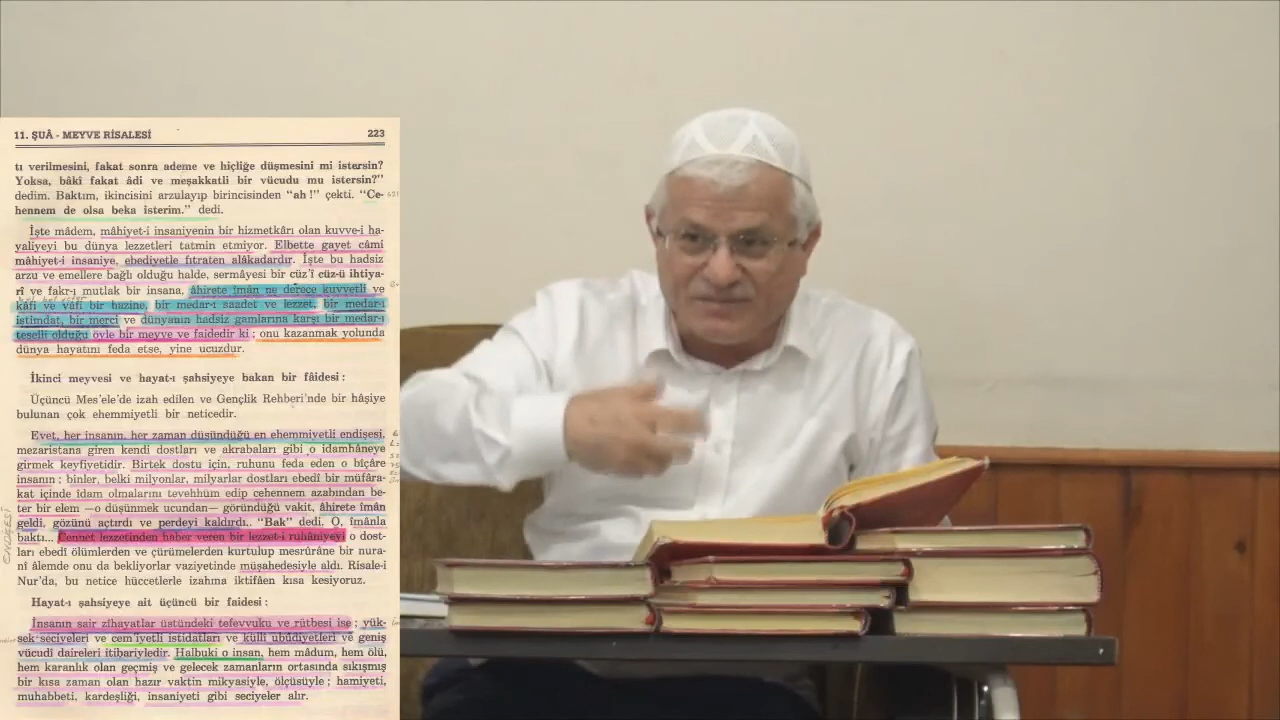 11. ŞUÂ - MEYVE RİSALESİ 223
tı verilmesini, fakat sonra ademe ve hiçliğe düşmesini mi istersin?
Yoksa, bâkî fakat âdi ve meşakkatli bir vücudu mu istersin?"
dedim. Baktım, ikincisini arzulayıp birincisinden "ah!" çekti. "Ce-
hennem de olsa beka isterim." dedi.
İşte mâdem, mâhiyet-i insaniyenin bir hizmetkârı olan kuvve-i ha-
yaliyeyi bu dünya lezzetleri tatmin etmiyor. Elbette gayet câmi
mâhiyet-i insaniye, ebediyetle fıtraten alâkadardır. İşte bu hadsiz
arzu ve emellere bağlı olduğu halde, sermâyesi bir cüz'î cüz-ü ihtiya-
rî ve fakr-ı mutlak bir insana, âhirete imân ne derece kuvvetli ve
kâfi ve vâfi bir hazine, bir medar-ı saadet ve lezzet, bir medar-ı
istimdat, bir merci ve dünyanın hadsiz gamlarına karşı bir medar-ı
teselli olduğu öyle bir meyve ve faidedir ki; onu kazanmak yolunda
dünya hayatını feda etse, yine ucuzdur.
İkinci meyvesi ve hayat-ı şahsiyeye bakan bir fâidesi:
Üçüncü Mes'ele'de izah edilen ve Gençlik Rehberi'nde bir hâşiye
bulunan çok ehemmiyetli bir neticedir.
Evet, her insanın, her zaman düşündüğü en ehemmiyetli endişesi,
mezaristana giren kendi dostları ve akrabaları gibi o idamhâneye
girmek keyfiyetidir. Birtek dostu için, ruhunu feda eden o biçâre
insanın; binler, belki milyonlar, milyarlar dostları ebedî bir müfâra-
kat içinde idam olmalarını tevehhüm edip cehennem azabından be-
ter bir elem —o düşünmek ucundan— göründüğü vakit, âhirete imân
geldi, gözünü açtırdı ve perdeyi kaldırdı.. "Bak" dedi. O, imânla
baktı... Cennet lezzetinden haber veren bir lezzet-i ruhâniyeyi o dost-
ları ebedî ölümlerden ve çürümelerden kurtulup mesrûrâne bir nura-
nî âlemde onu da bekliyorlar vaziyetinde müşahedesiyle aldı. Risale-i
Nur'da, bu netice hüccetlerle izahına iktifâen kısa kesiyoruz.
Hayat-ı şahsiyeye ait üçüncü bir faidesi:
İnsanın sair zîhayatlar üstündeki tefevvuku ve rütbesi ise; yük-
sek seciyeleri ve cem'iyetli istidatları ve küllî ubûdiyetleri ve geniş
vücudî daireleri itibariyledir. Halbuki o insan, hem mâdum, hem ölü,
hem karanlık olan geçmiş ve gelecek zamanların ortasında sıkışmış
bir kısa zaman olan hazır vaktin mikyasiyle, ölçüsüyle; hamiyeti,
muhabbeti, kardeşliği, insaniyeti gibi seciyeler alır.